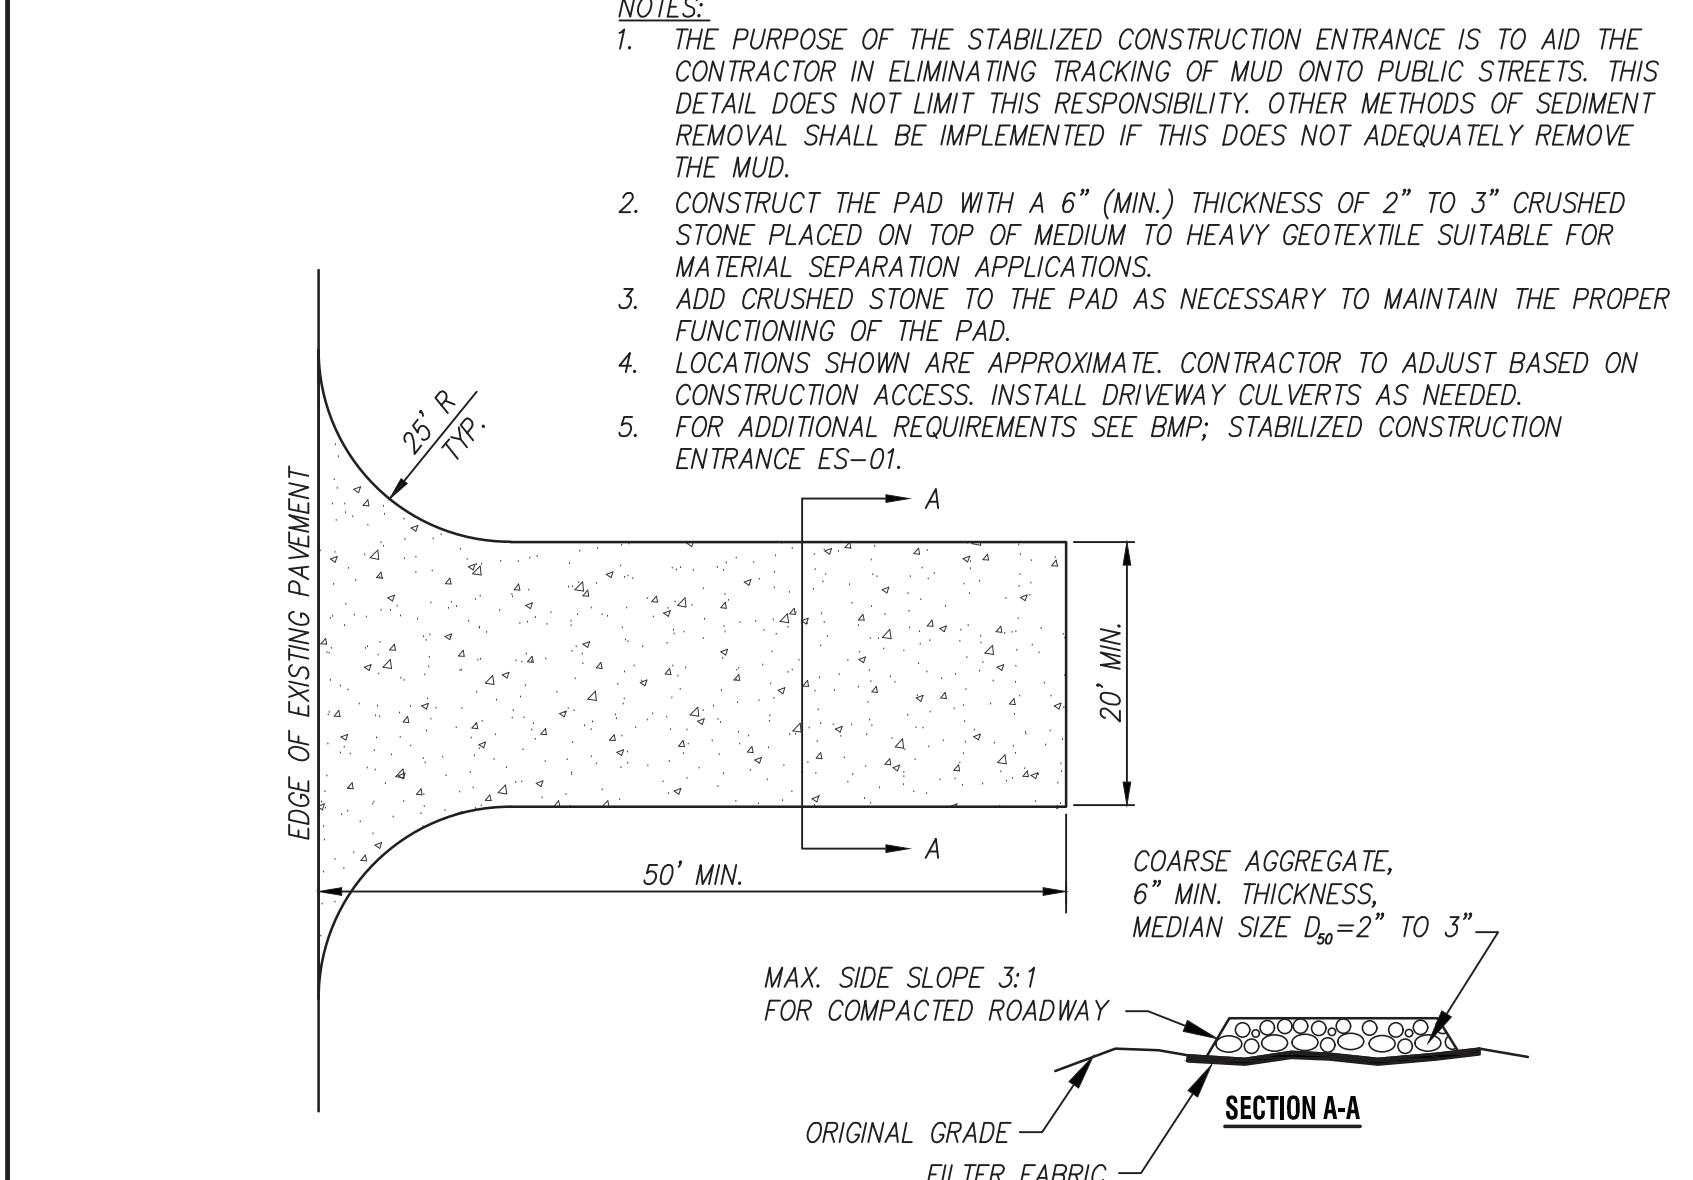 NOTES:
1. THE PURPOSE OF THE STABILIZED CONSTRUCTION ENTRANCE IS TO AID THE
CONTRACTOR IN ELIMINATING TRACKING OF MUD ONTO PUBLIC STREETS. THIS
DETAIL DOES NOT LIMIT THIS RESPONSIBILITY. OTHER METHODS OF SEDIMENT
REMOVAL SHALL BE IMPLEMENTED IF THIS DOES NOT ADEQUATELY REMOVE
THE MUD.
2. CONSTRUCT THE PAD WITH A 6" (MIN.) THICKNESS OF 2" TO 3" CRUSHED
STONE PLACED ON TOP OF MEDIUM TO HEAVY GEOTEXTILE SUITABLE FOR
MATERIAL SEPARATION APPLICATIONS.
3. ADD CRUSHED STONE TO THE PAD AS NECESSARY TO MAINTAIN THE PROPER
FUNCTIONING OF THE PAD.
4. LOCATIONS SHOWN ARE APPROXIMATE. CONTRACTOR TO ADJUST BASED ON
CONSTRUCTION ACCESS. INSTALL DRIVEWAY CULVERTS AS NEEDED.
5. FOR ADDITIONAL REQUIREMENTS SEE BMP; STABILIZED CONSTRUCTION
ENTRANCE ES-01.
25' R
TYP.
EDGE OF EXISTING PAVEMENT
A
20' MIN.
A
50' MIN.
COARSE AGGREGATE,
6" MIN. THICKNESS,
MEDIAN SIZE D50=2" TO 3"
MAX. SIDE SLOPE 3:1
FOR COMPACTED ROADWAY
SECTION A-A
ORIGINAL GRADE
FILTER FABRIC